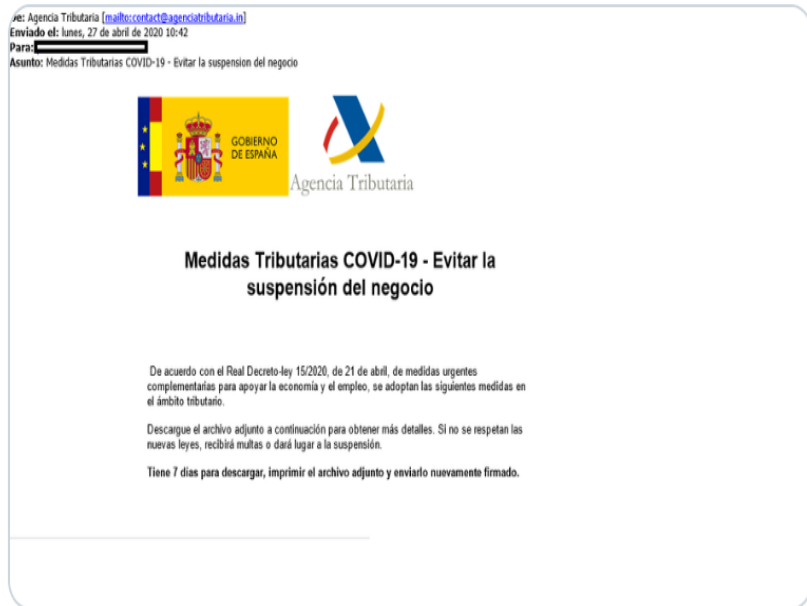 De: Agencia Tributaria [mailto:contact@agenciatributaria.in]
Enviado el: lunes, 27 de abril de 2020 10:42
Para:
Asunto: Medidas Tributarias COVID-19 - Evitar la suspension del negocio
GOBIERNO
DE ESPAÑA
Agencia Tributaria
Medidas Tributarias COVID-19 - Evitar la
suspensión del negocio
De acuerdo con el Real Decreto-ley 15/2020, de 21 de abril, de medidas urgentes
complementarias para apoyar la economía y el empleo, se adoptan las siguientes medidas en
el ámbito tributario.
Descargue el archivo adjunto a continuación para obtener más detalles. Si no se respetan las
nuevas leyes, recibirá multas o dará lugar a la suspensión.
Tiene 7 días para descargar, imprimir el archivo adjunto y enviarlo nuevamente firmado.